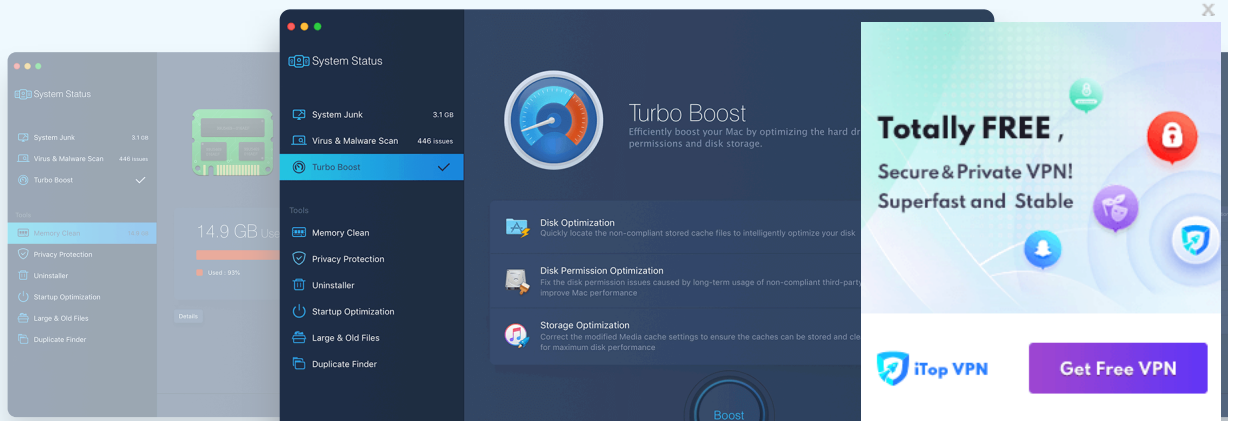 X
System Status
System Junk 3.1 GB
Virus & Malware Scan 446 issues
Turbo Boost
Tools
Memory Clean
Privacy Protection
Uninstaller
Startup Optimization
Large & Old Files
Duplicate Finder
14.9 GB
Used : 93%
Details
System Status
System Junk 3.1 GB
Virus & Malware Scan 446 issues
Turbo Boost
Tools
Memory Clean
Privacy Protection
Uninstaller
Startup Optimization
Large & Old Files
Duplicate Finder
Turbo Boost
Efficiently boost your Mac by optimizing the hard
permissions and disk storage.
Disk Optimization
Quickly locate the non-compliant stored cache files to intelligently optimize your disk
Disk Permission Optimization
Fix the disk permission issues caused by long-term usage of non-compliant third-party
improve Mac performance
Storage Optimization
Correct the modified Media cache settings to ensure the caches can be stored and
for maximum disk performance
Boost
Totally FREE ,
Secure & Private VPN!
Superfast and Stable
iTop VPN
Get Free VPN